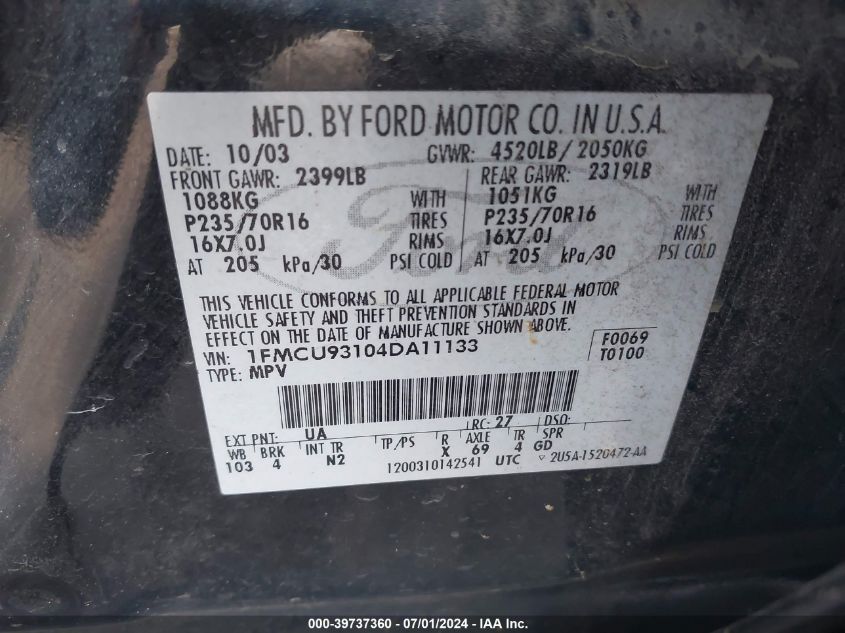 MFD. BY FORD MOTOR CO. IN U.S.A.
DATE: 10/03 GVWR: 4520LB/ 2050KG
FRONT GAWR: 2399LB REAR GAWR: 2319LB
1088KG WITH 1051KG WITH
P235/70R16 TIRES P235/70R16 TIRES
16X7.0J RIMS 16X7.0J RIMS
AT 205 kPa/30 PSI COLD AT 205 kPa/30 PSI COLD
Ford
THIS VEHICLE CONFORMS TO ALL APPLICABLE FEDERAL MOTOR
VEHICLE SAFETY AND THEFT PREVENTION STANDARDS IN
EFFECT ON THE DATE OF MANUFACTURE SHOWN ABOVE.
VIN: 1FMCU93104DA11133 F0069
TYPE: MPV T0100
EXT PNT: UA RC: 27 DSO:
WB BRK INT TR TP/PS R AXLE TR SPR
103 4 N2 X 69 4 GD
1200310142541 UTC 2U5A-1520472-AA
000-39737360 - 07/01/2024 - IAA Inc.